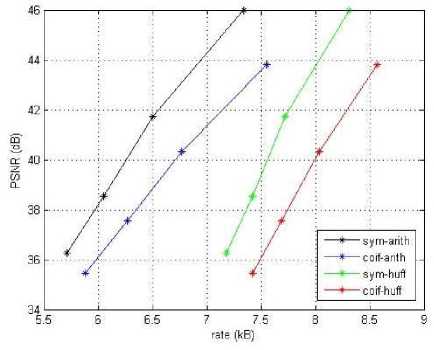 46
44
42
40
38
36
34
PSNR (dB)
5.5 6 6.5 7 7.5 8 8.5 9
rate (kB)
sym-arith
coif-arith
sym-huff
coif-huff